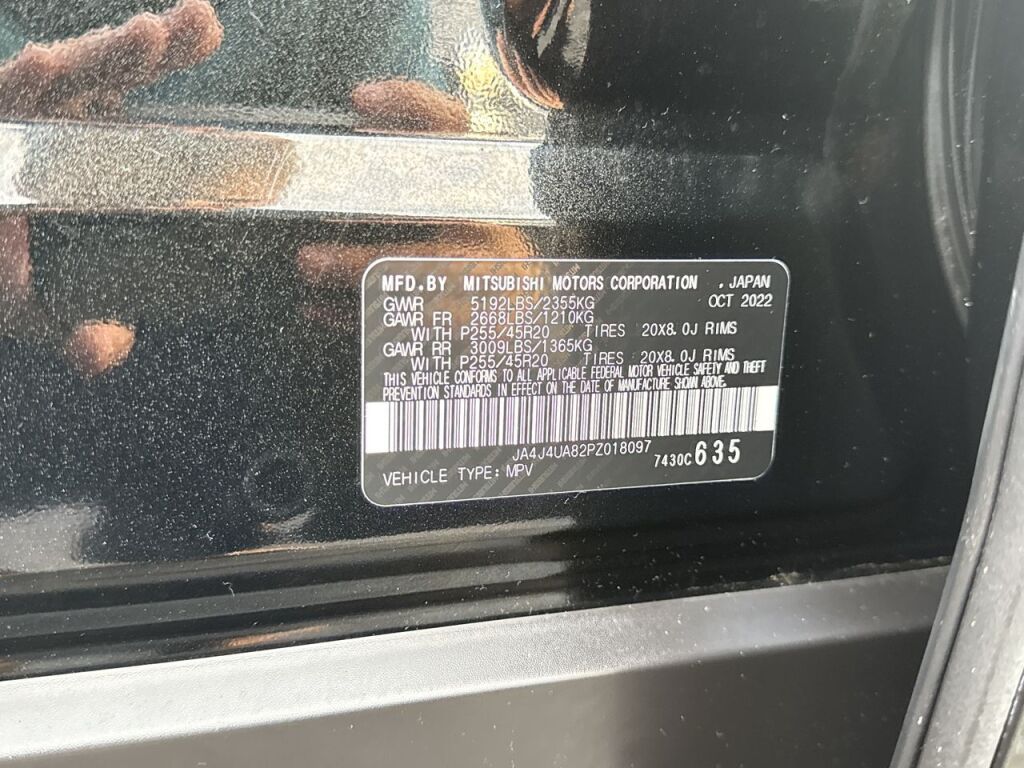 MFD.BY MITSUBISHI MOTORS CORPORATION , JAPAN
GWWR 5192LBS/2355KG OCT 2022
GAWR FR 2668LBS/1210KG
WITH P255/45R20 TIRES 20X8.0J RIMS
GAWR RR 3009LBS/1365KG
WITH P255/45R20 TIRES 20X8.0J RIMS
THIS VEHICLE CONFORMS TO ALL APPLICABLE FEDERAL MOTOR VEHICLE SAFETY AND THEFT
PREVENTION STANDARDS IN EFFECT ON THE DATE OF MANUFACTURE SHOWN ABOVE.
JA4J4UA82PZ018097
7430C 635
VEHICLE TYPE: MPV